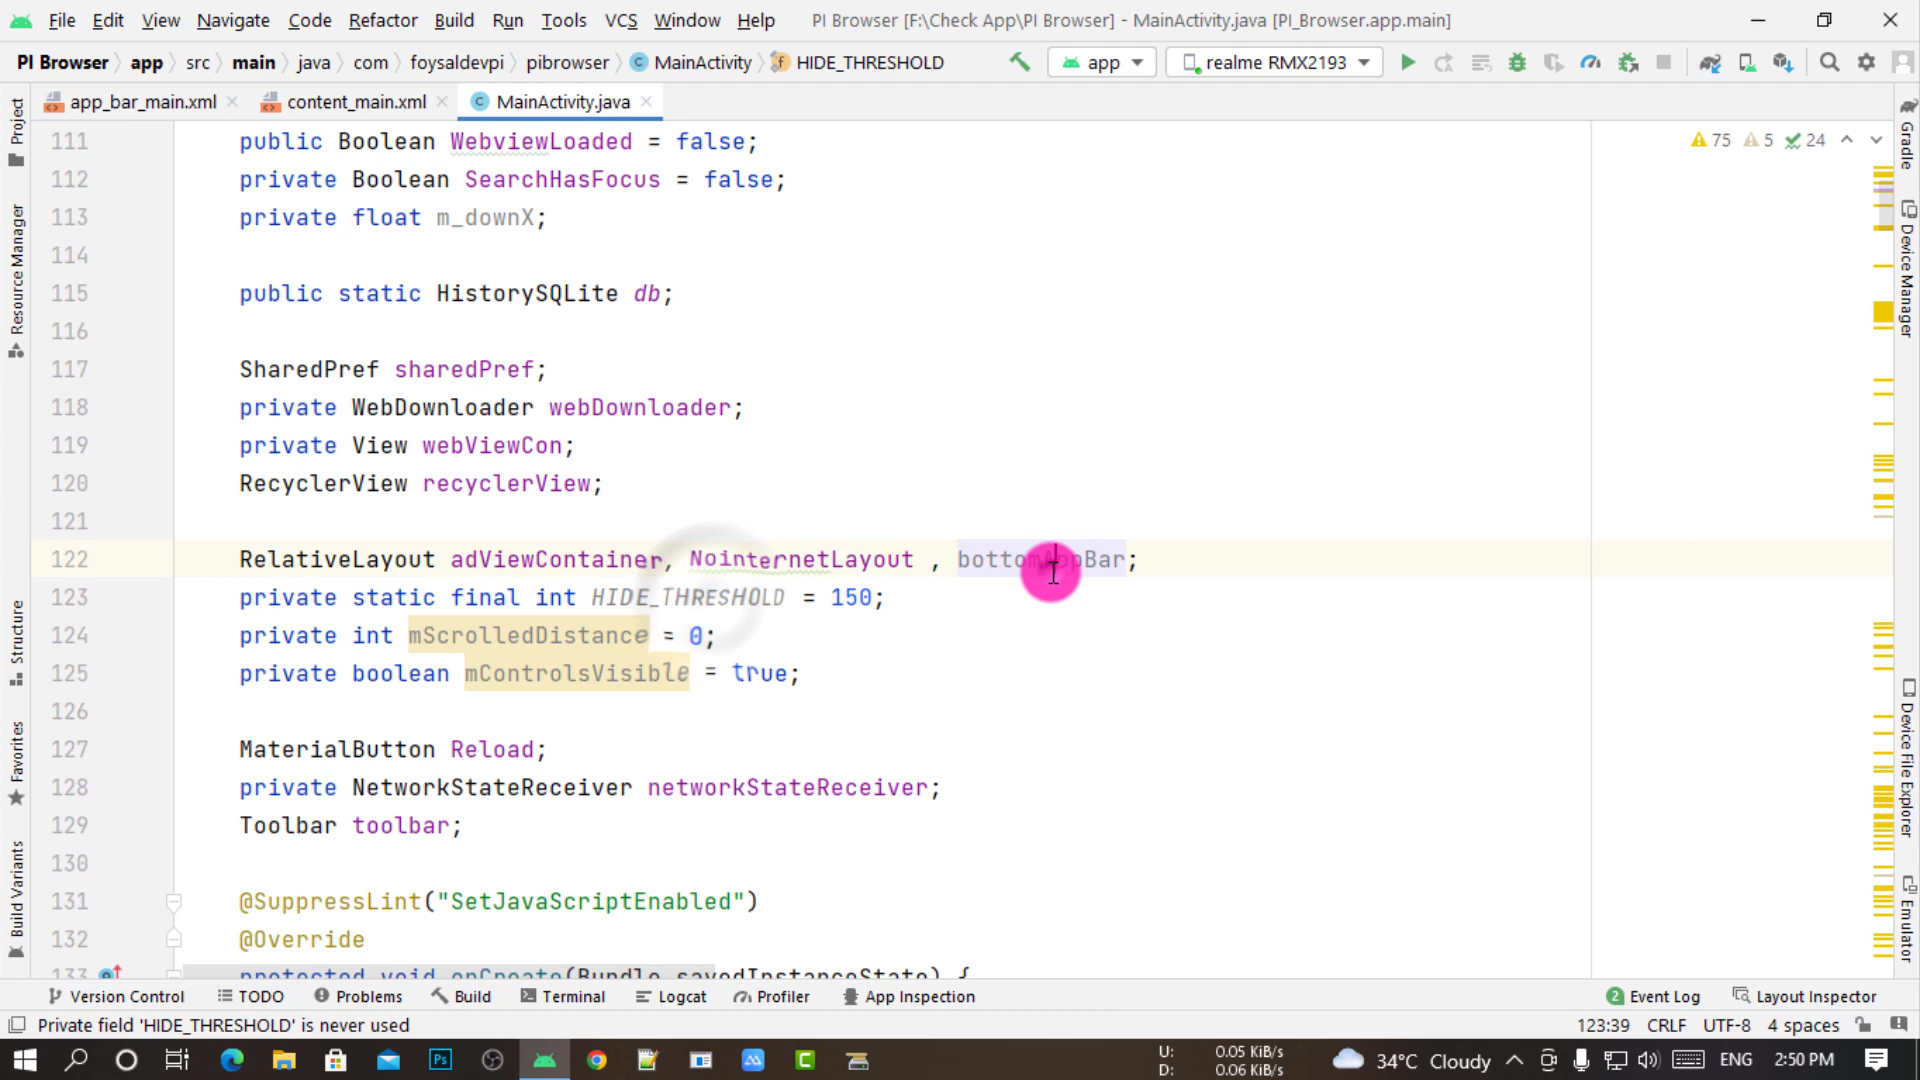 File Edit View Navigate Code Refactor Build Run Tools VCS Window Help PI Browser [F:\Check App\PI Browser] - MainActivity.java [PI_Browser.app.main]
PI Browser app src main java com foysaldevpi pibrowser MainActivity HIDE_THRESHOLD app realme RMX2193
app_bar_main.xml content_main.xml MainActivity.java
75 5 24
111 public Boolean WebviewLoaded = false;
112 private Boolean SearchHasFocus = false;
113 private float m_downX;
114
115 public static HistorySQLite db;
116
117 SharedPref sharedPref;
118 private WebDownloader webDownloader;
119 private View webViewCon;
120 RecyclerView recyclerView;
121
122 RelativeLayout adViewContainer, NointernetLayout , bottomAppBar;
123 private static final int HIDE_THRESHOLD = 150;
124 private int mScrolledDistance = 0;
125 private boolean mControlsVisible = true;
126
127 MaterialButton Reload;
128 private NetworkStateReceiver networkStateReceiver;
129 Toolbar toolbar;
130
131 @SuppressLint("SetJavaScriptEnabled")
132 @Override
133 protected void onCreate(Bundle savedInstanceState) {
Project
Resource Manager
Structure
Favorites
Build Variants
Gradle
Device Manager
Device File Explorer
Emulator
Version Control TODO Problems Build Terminal Logcat Profiler App Inspection 2 Event Log Layout Inspector
Private field 'HIDE_THRESHOLD' is never used 123:39 CRLF UTF-8 4 spaces
U: 0.05 KiB/s
D: 0.06 KiB/s
34°C Cloudy ENG 2:50 PM